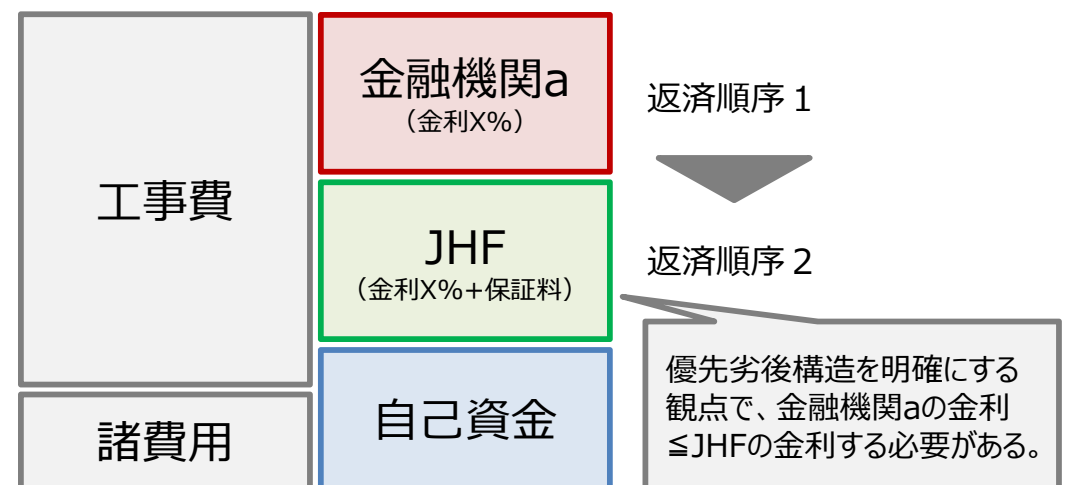 工事費
諸費用
金融機関a
（金利X%）
JHF
（金利X%+保証料）
自己資金
返済順序１
返済順序２
優先劣後構造を明確にする
観点で、金融機関aの金利
≦JHFの金利する必要がある。